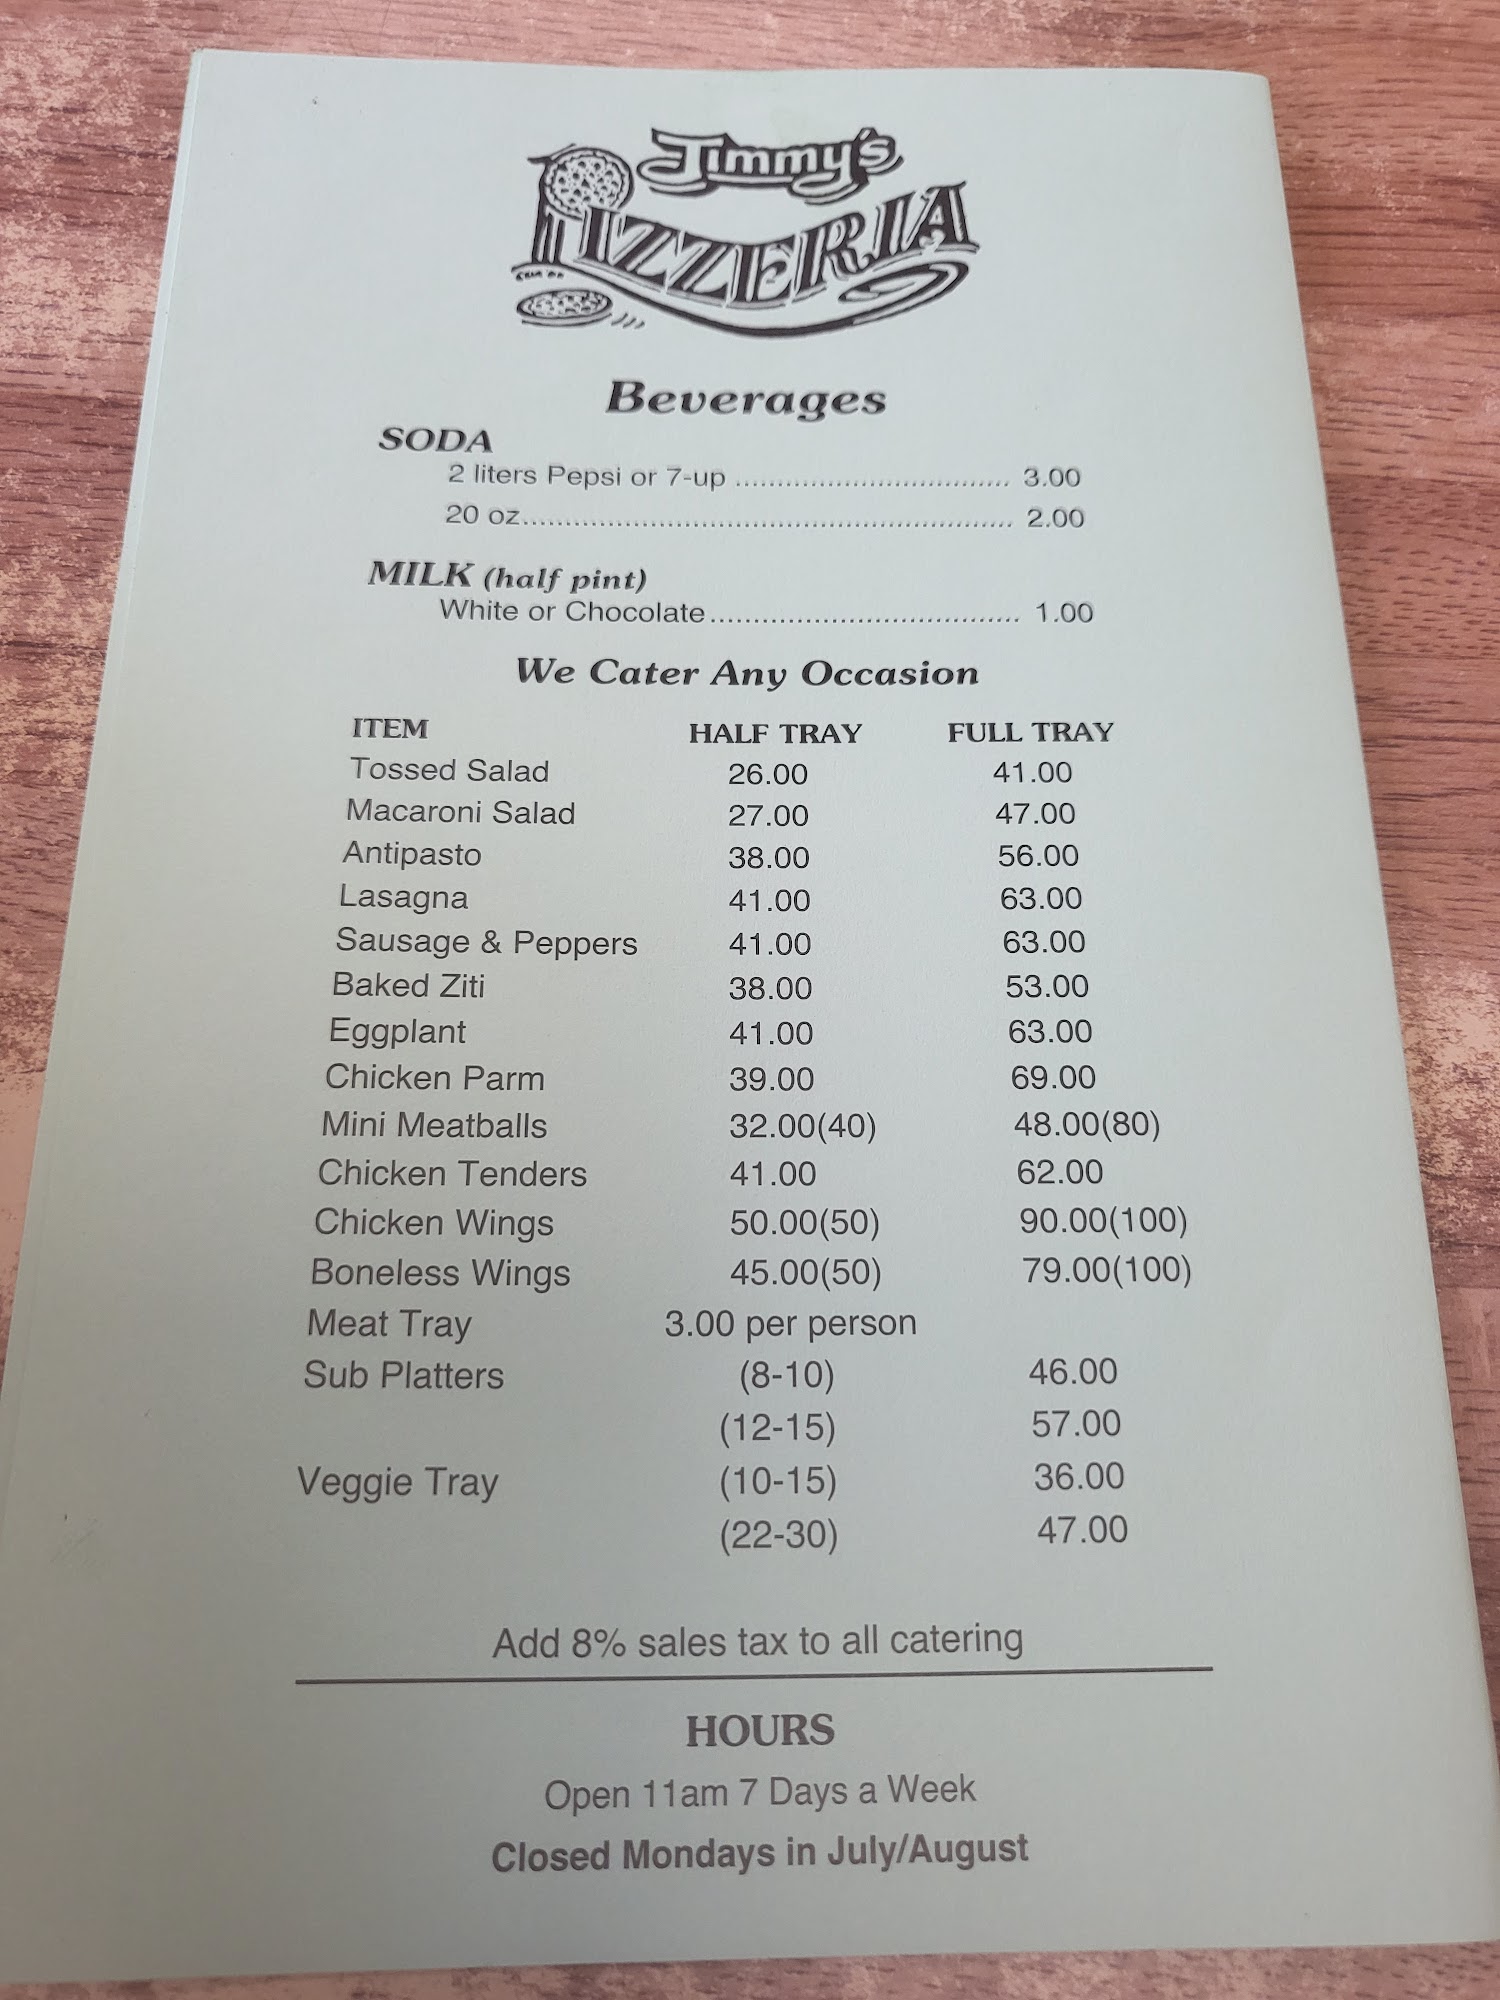 Jimmy's
PIZZERIA
Beverages
SODA
2 liters Pepsi or 7-up ................................. 3.00
20 oz.......................................................... 2.00
MILK (half pint)
White or Chocolate.................................... 1.00
We Cater Any Occasion
ITEM HALF TRAY FULL TRAY
Tossed Salad 26.00 41.00
Macaroni Salad 27.00 47.00
Antipasto 38.00 56.00
Lasagna 41.00 63.00
Sausage & Peppers 41.00 63.00
Baked Ziti 38.00 53.00
Eggplant 41.00 63.00
Chicken Parm 39.00 69.00
Mini Meatballs 32.00(40) 48.00(80)
Chicken Tenders 41.00 62.00
Chicken Wings 50.00(50) 90.00(100)
Boneless Wings 45.00(50) 79.00(100)
Meat Tray 3.00 per person
Sub Platters (8-10) 46.00
(12-15) 57.00
Veggie Tray (10-15) 36.00
(22-30) 47.00
Add 8% sales tax to all catering
HOURS
Open 11am 7 Days a Week
Closed Mondays in July/August